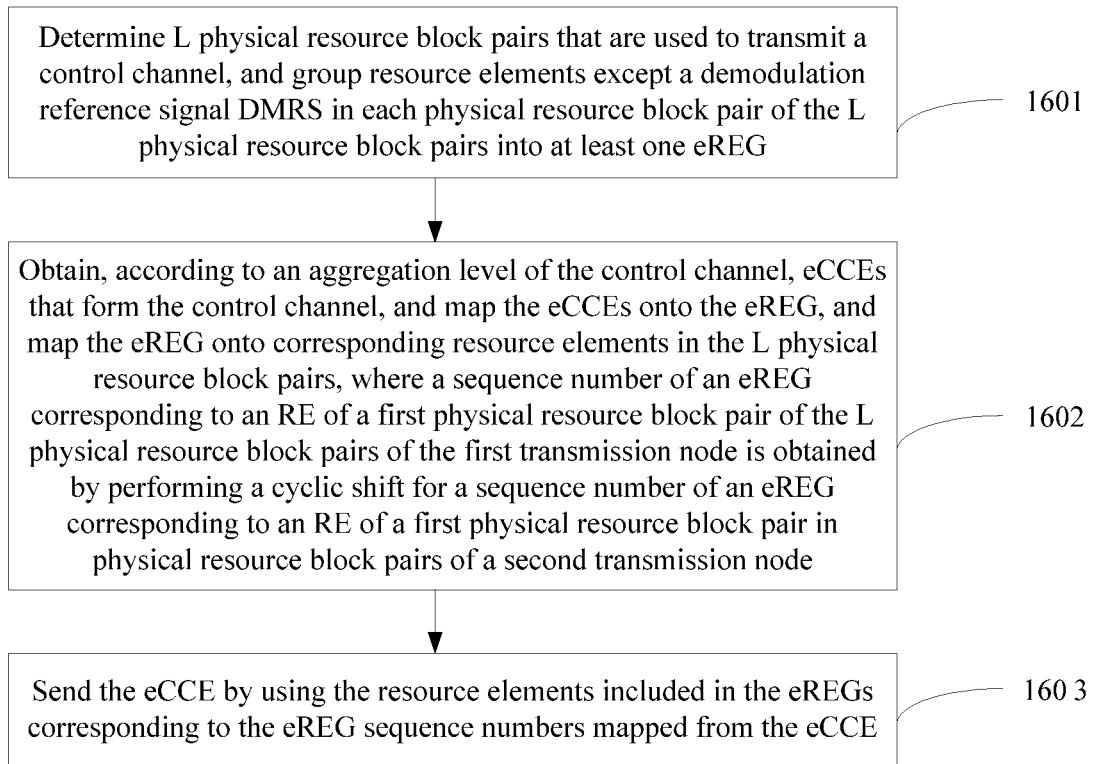 Determine L physical resource block pairs that are used to transmit a
control channel, and group resource elements except a demodulation
reference signal DMRS in each physical resource block pair of the L
physical resource block pairs into at least one eREG
1601
Obtain, according to an aggregation level of the control channel, eCCEs
that form the control channel, and map the eCCEs onto the eREG, and
map the eREG onto corresponding resource elements in the L physical
resource block pairs, where a sequence number of an eREG
corresponding to an RE of a first physical resource block pair of the L
physical resource block pairs of the first transmission node is obtained
by performing a cyclic shift for a sequence number of an eREG
corresponding to an RE of a first physical resource block pair in
physical resource block pairs of a second transmission node
1602
Send the eCCE by using the resource elements included in the eREGs
corresponding to the eREG sequence numbers mapped from the eCCE
160 3